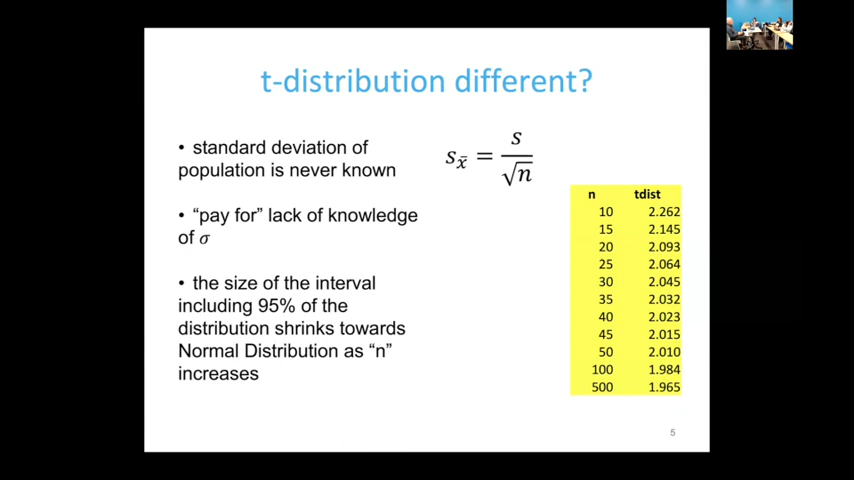 t-distribution different?
• standard deviation of
population is never known
• “pay for” lack of knowledge
of σ
• the size of the interval
including 95% of the
distribution shrinks towards
Normal Distribution as “n”
increases
s_x̄ = s/√n
n tdist
10 2.262
15 2.145
20 2.093
25 2.064
30 2.045
35 2.032
40 2.023
45 2.015
50 2.010
100 1.984
500 1.965
5